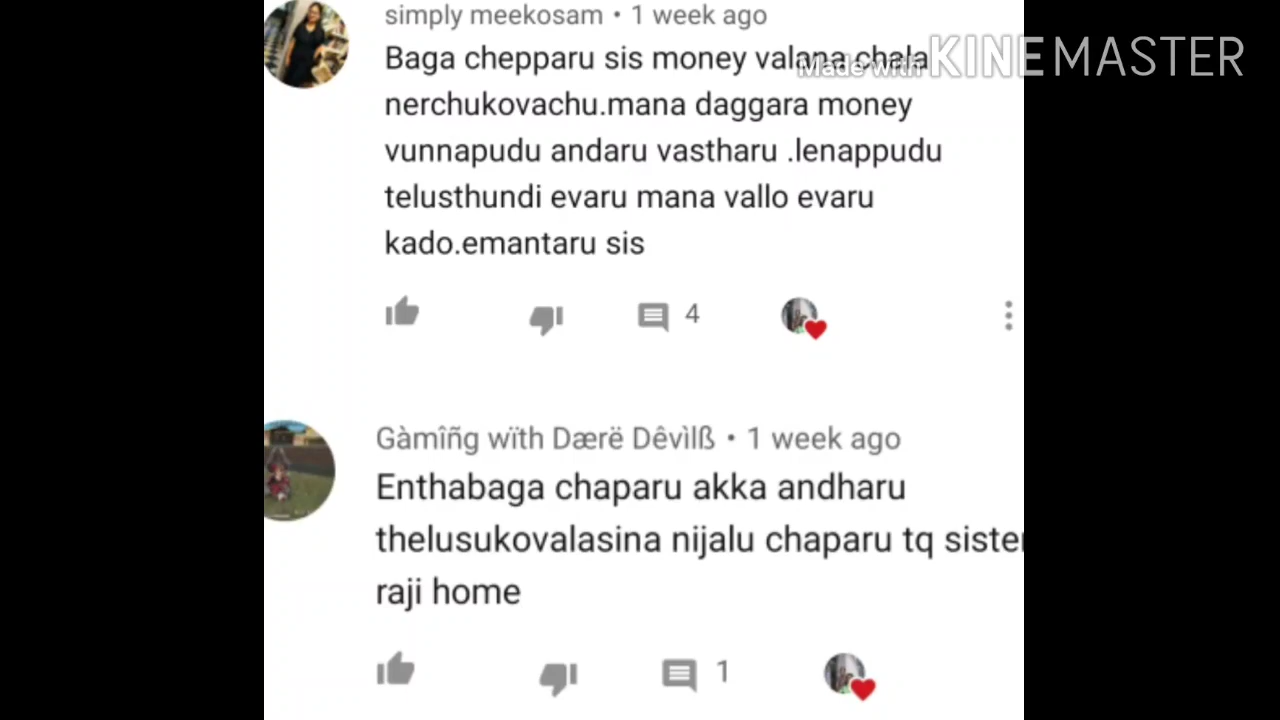 simply meekosam • 1 week ago
Baga chepparu sis money valana chala
Made with KINEMASTER
nerchukovachu.mana daggara money
vunnapudu andaru vastharu .lenappudu
telusthundi evaru mana vallo evaru
kado.emantaru sis
4
Gàmîñg wïth Dærë Dêvìlß • 1 week ago
Enthabaga chaparu akka andharu
thelusukovalasina nijalu chaparu tq sister
raji home
1